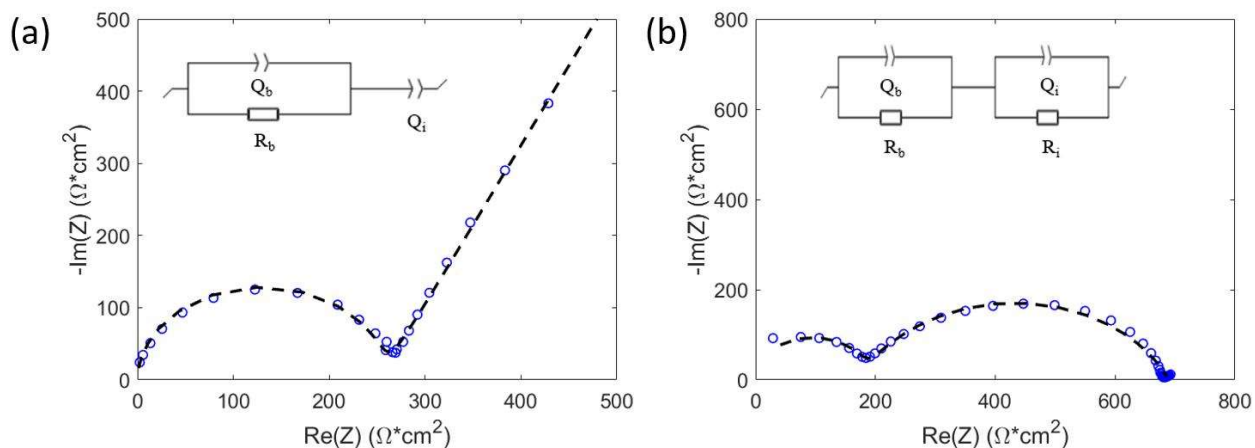 (a)
500
400
300
200
100
0
-Im(Z) (Ω*cm²)
Q_b
R_b
Q_i
0 100 200 300 400 500
Re(Z) (Ω*cm²)
(b)
800
600
400
200
0
-Im(Z) (Ω*cm²)
Q_b Q_i
R_b R_i
0 200 400 600 800
Re(Z) (Ω*cm²)